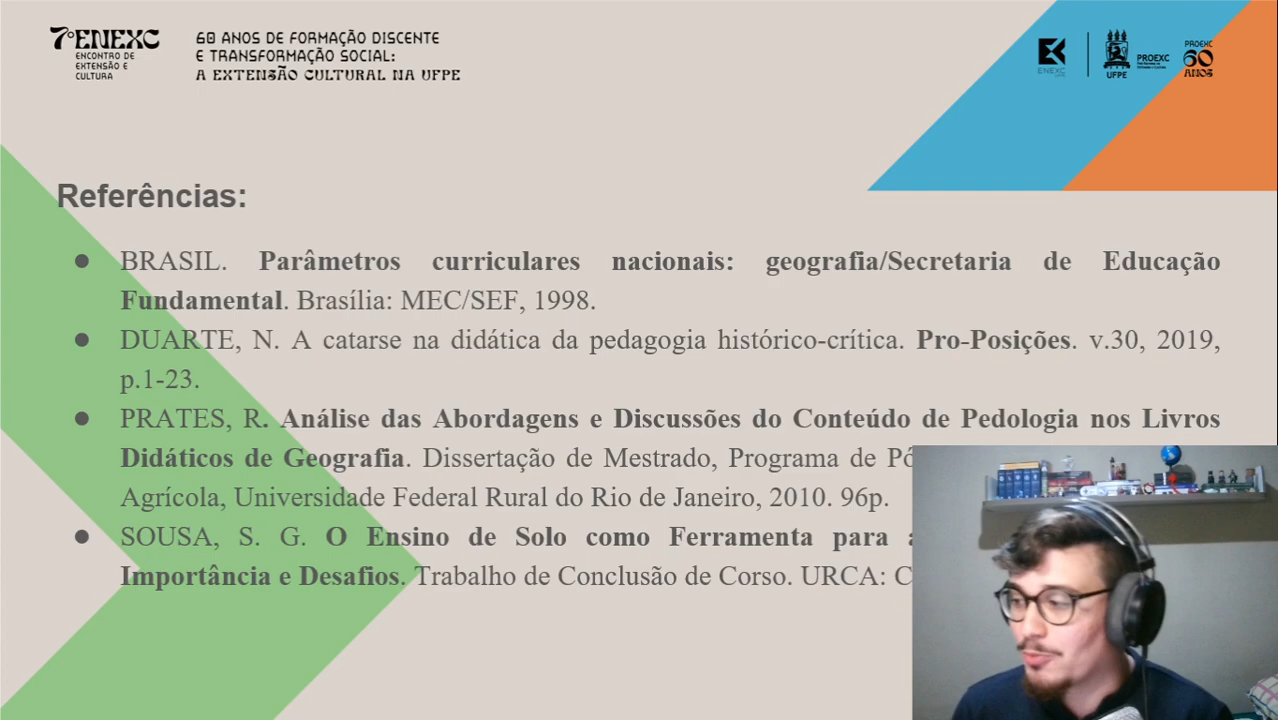 7º ENEXC
ENCONTRO DE
EXTENSÃO E
CULTURA
60 ANOS DE FORMAÇÃO DISCENTE
E TRANSFORMAÇÃO SOCIAL:
A EXTENSÃO CULTURAL NA UFPE
ENEXC
UFPE
PROEXC
PROEXC
60
ANOS
Referências:
● BRASIL. Parâmetros curriculares nacionais: geografia/Secretaria de Educação
Fundamental. Brasília: MEC/SEF, 1998.
● DUARTE, N. A catarse na didática da pedagogia histórico-crítica. Pro-Posições. v.30, 2019,
p.1-23.
● PRATES, R. Análise das Abordagens e Discussões do Conteúdo de Pedologia nos Livros
Didáticos de Geografia. Dissertação de Mestrado, Programa de
Agrícola, Universidade Federal Rural do Rio de Janeiro, 2010. 96p.
● SOUSA, S. G. O Ensino de Solo como Ferramenta para
Importância e Desafios. Trabalho de Conclusão de Corso. URCA: